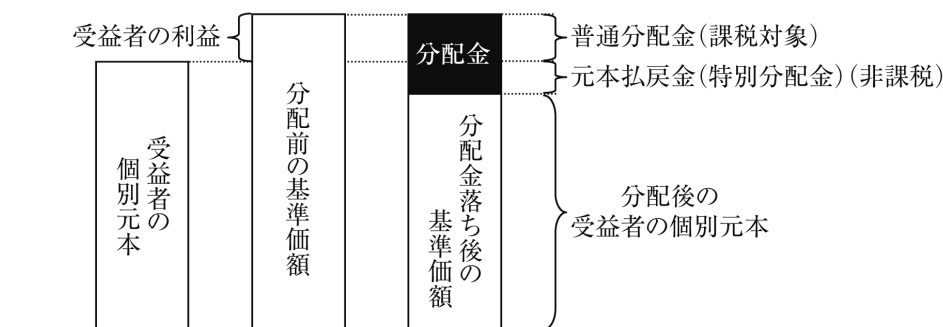 受益者の利益
分配金
普通分配金(課税対象)
元本払戻金(特別分配金)(非課税)
受益者の
個別元本
分配前の基準価額
分配金落ち後の
基準価額
分配後の
受益者の個別元本